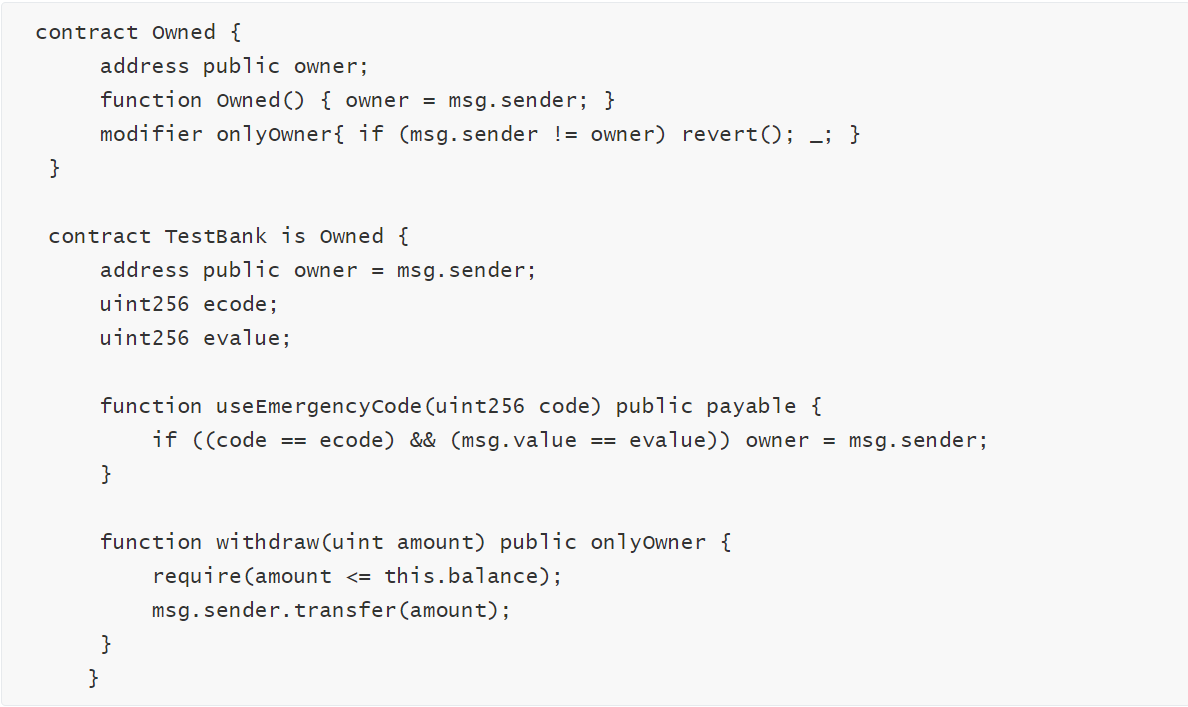 contract Owned {
address public owner;
function Owned() { owner = msg.sender; }
modifier onlyOwner{ if (msg.sender != owner) revert(); _; }
}
contract TestBank is Owned {
address public owner = msg.sender;
uint256 ecode;
uint256 evalue;
function useEmergencyCode(uint256 code) public payable {
if ((code == ecode) && (msg.value == evalue)) owner = msg.sender;
}
function withdraw(uint amount) public onlyOwner {
require(amount <= this.balance);
msg.sender.transfer(amount);
}
}